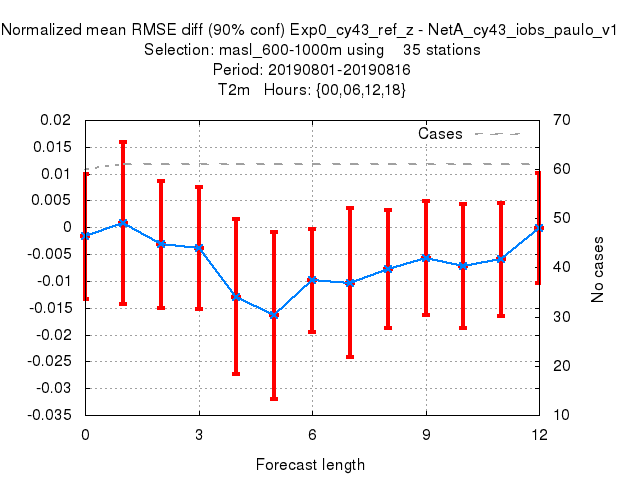 Normalized mean RMSE diff (90% conf) Exp0_cy43_ref_z - NetA_cy43_iobs_paulo_v1
Selection: masl_600-1000m using 35 stations
Period: 20190801-20190816
T2m Hours: {00,06,12,18}
Cases
0.02
0.015
0.01
0.005
0
-0.005
-0.01
-0.015
-0.02
-0.025
-0.03
-0.035
70
60
50
40
30
20
10
No cases
0 3 6 9 12
Forecast length